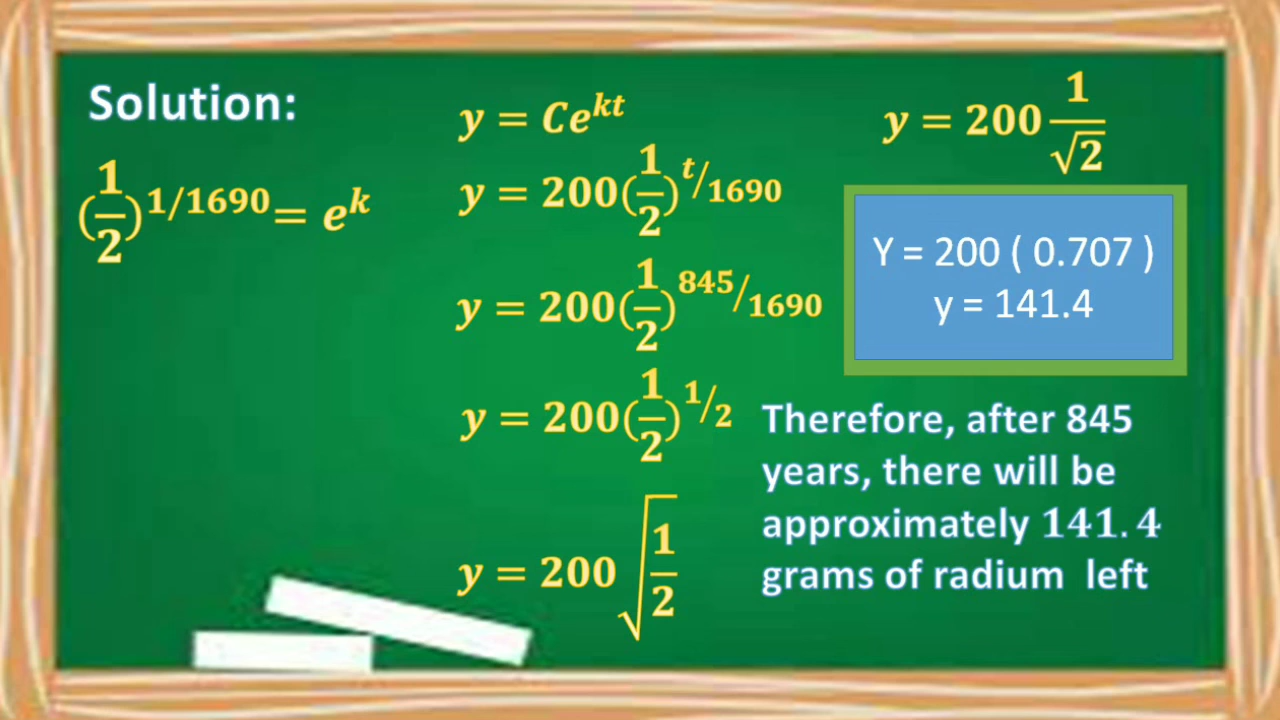 Solution:
(1/2)^1/1690 = e^k
y = Ce^kt
y = 200(1/2)^t/1690
y = 200(1/2)^845/1690
y = 200(1/2)^1/2
y = 200 √(1/2)
y = 200 1/√2
Y = 200 ( 0.707 )
y = 141.4
Therefore, after 845
years, there will be
approximately 141.4
grams of radium left